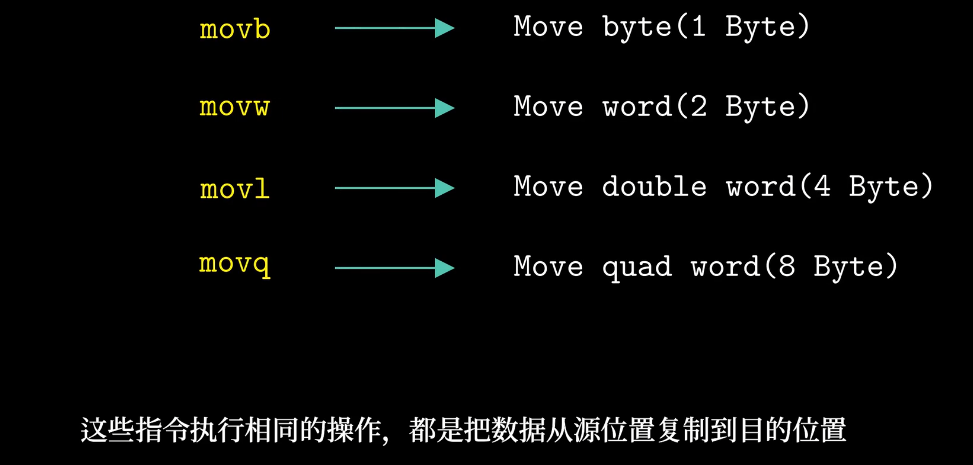 movb Move byte(1 Byte)
movw Move word(2 Byte)
movl Move double word(4 Byte)
movq Move quad word(8 Byte)
这些指令执行相同的操作，都是把数据从源位置复制到目的位置